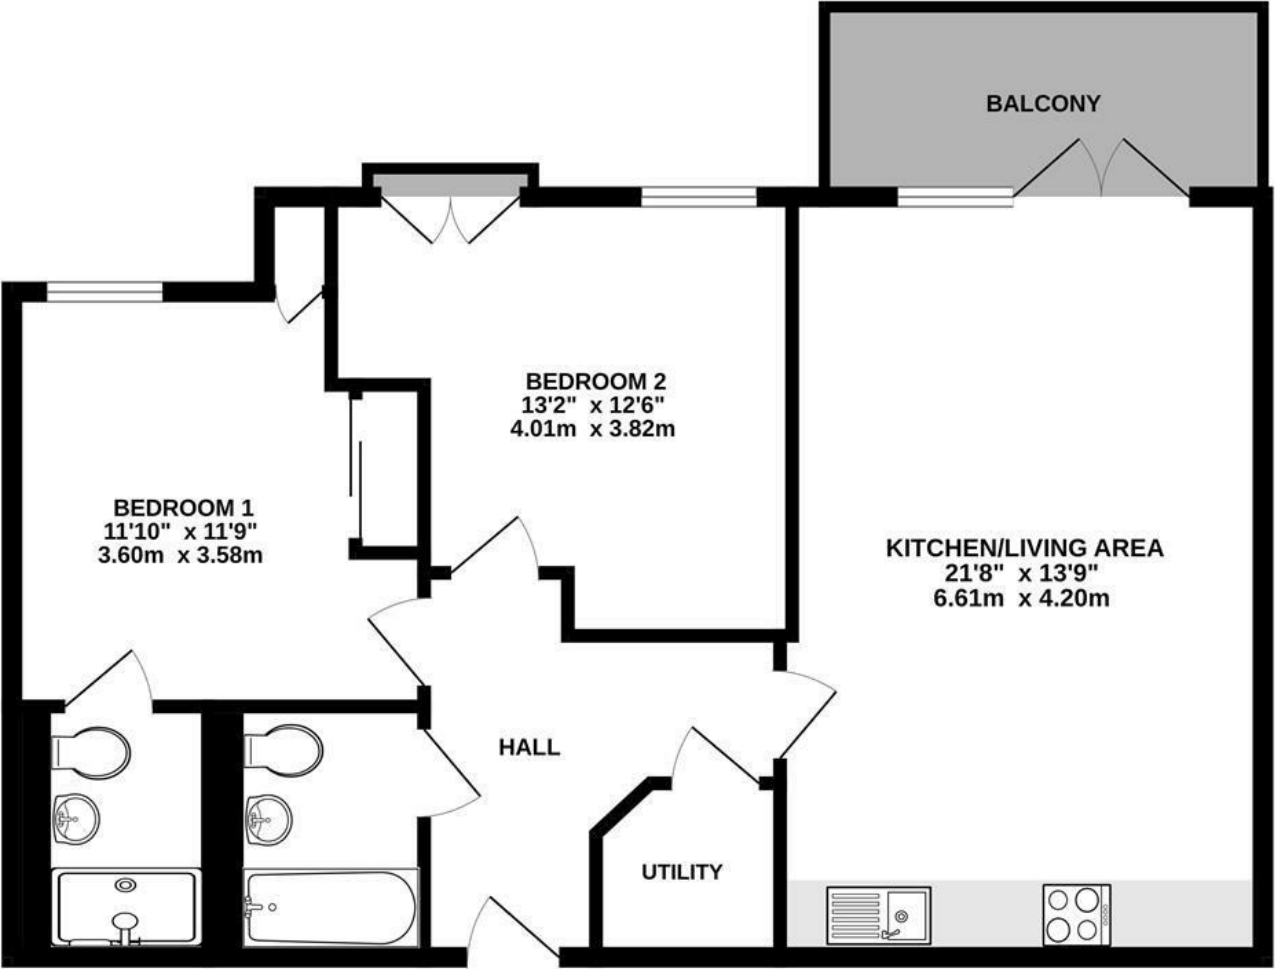 BALCONY
BEDROOM 2
13'2" x 12'6"
4.01m x 3.82m
BEDROOM 1
11'10" x 11'9"
3.60m x 3.58m
KITCHEN/LIVING AREA
21'8" x 13'9"
6.61m x 4.20m
HALL
UTILITY